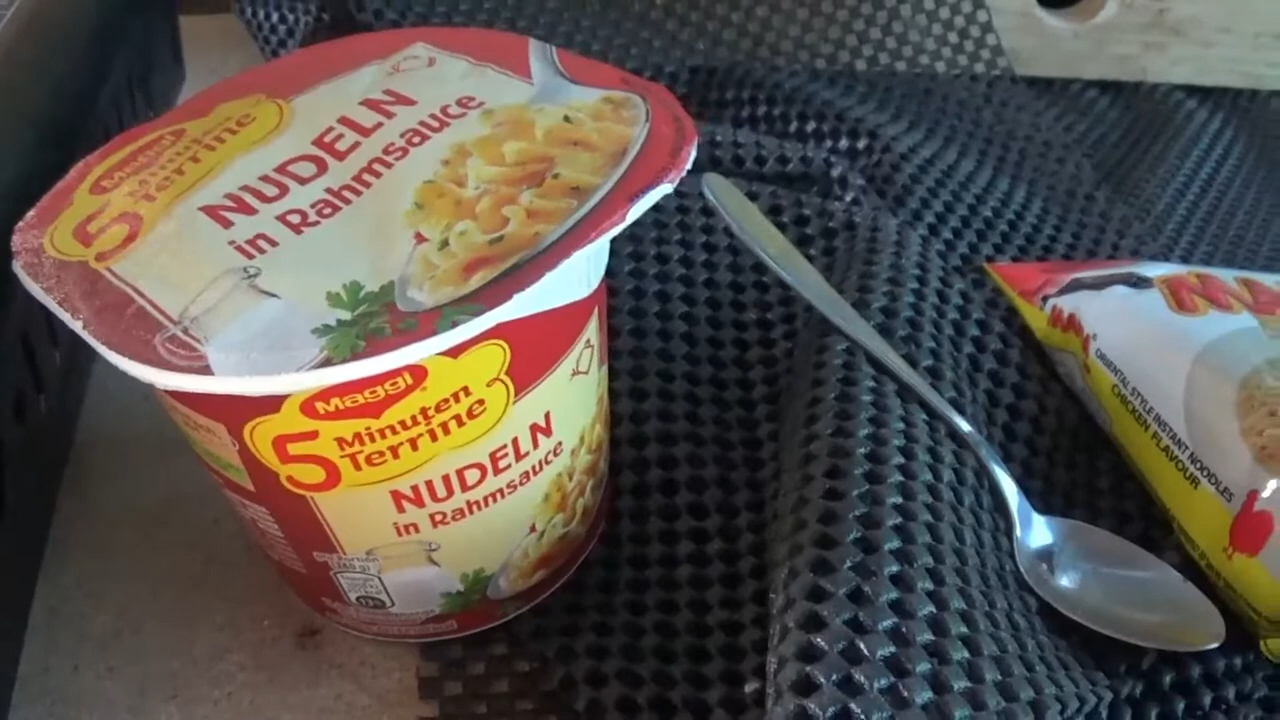 Maggi
5 Minuten
Terrine
NUDELN
in Rahmsauce
Maggi
5 Minuten
Terrine
NUDELN
in Rahmsauce
ORIENTAL STYLE INSTANT NOODLES
CHICKEN FLAVOUR